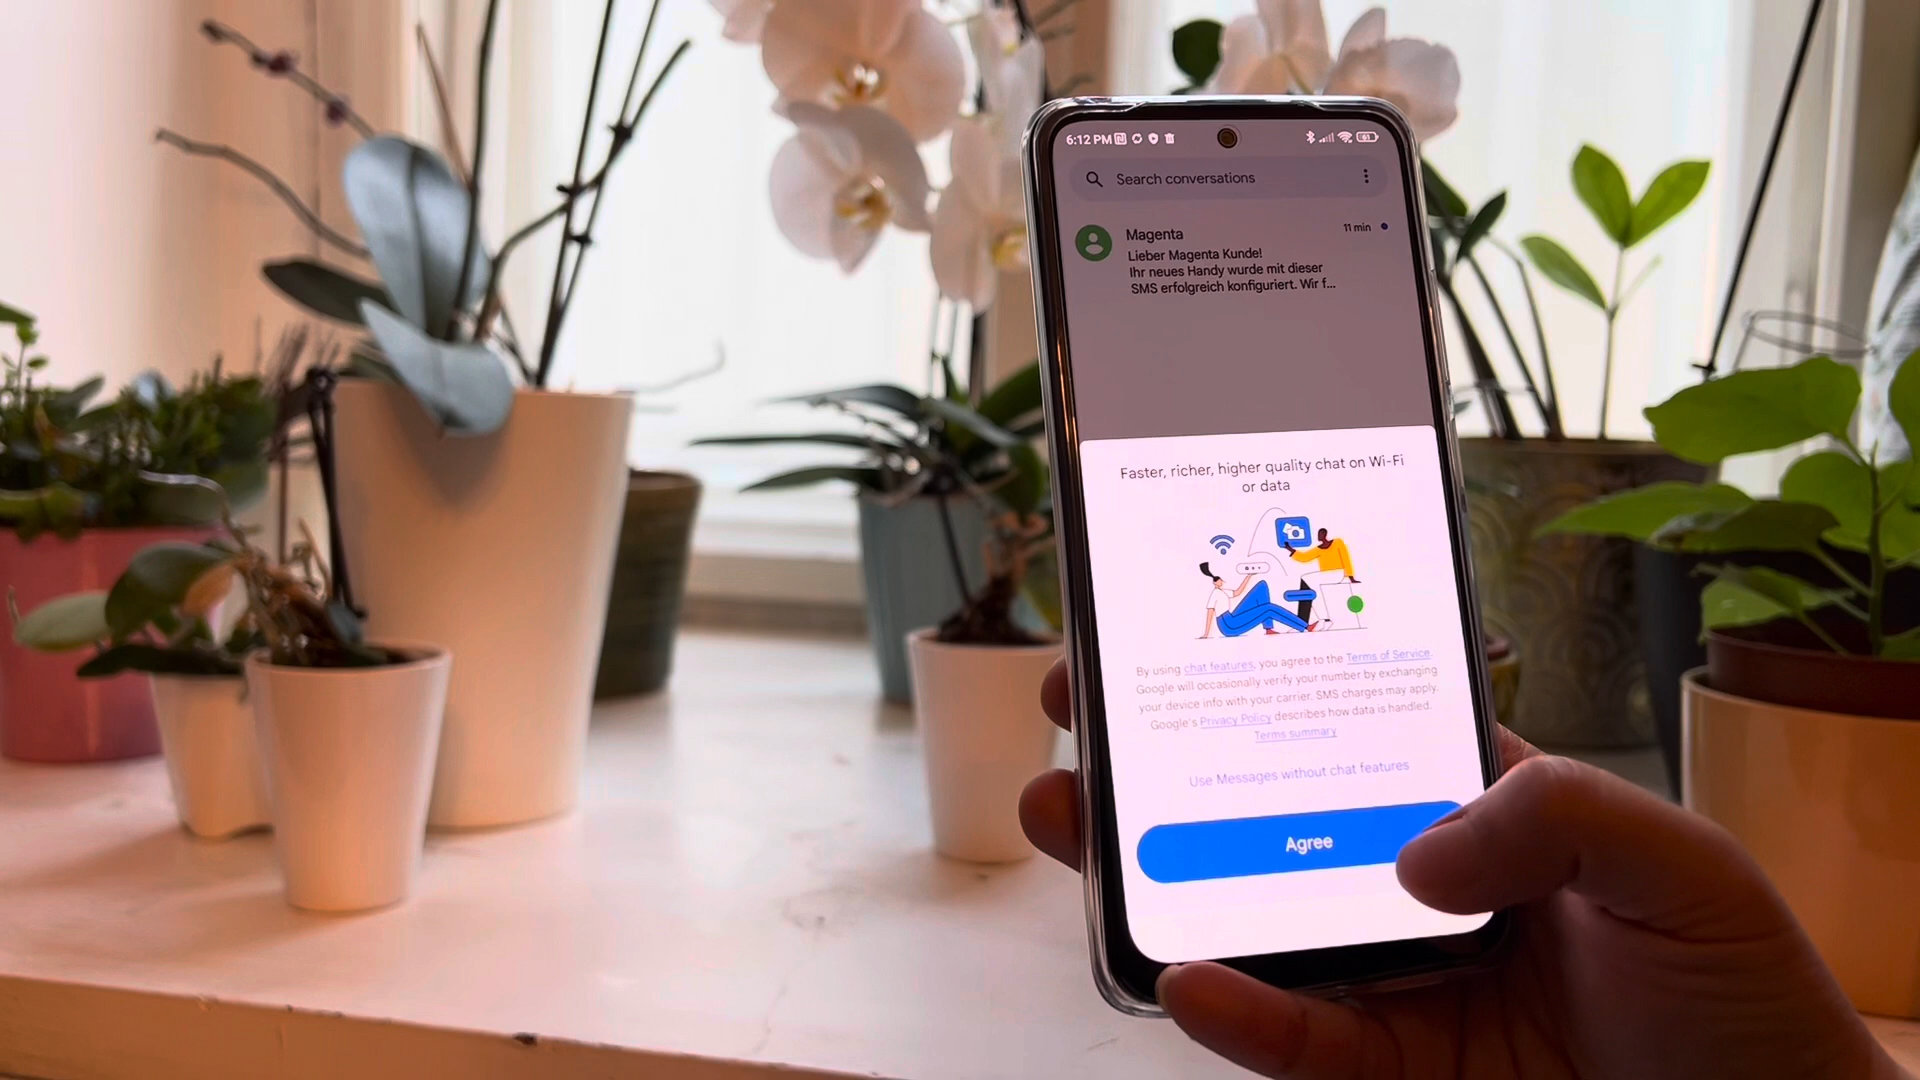 6:12 PM
61
Search conversations
Magenta
11 min
Lieber Magenta Kunde!
Ihr neues Handy wurde mit dieser
SMS erfolgreich konfiguriert. Wir f...
Faster, richer, higher quality chat on Wi-Fi
or data
By using chat features, you agree to the Terms of Service.
Google will occasionally verify your number by exchanging
your device info with your carrier. SMS charges may apply.
Google's Privacy Policy describes how data is handled.
Terms summary
Use Messages without chat features
Agree